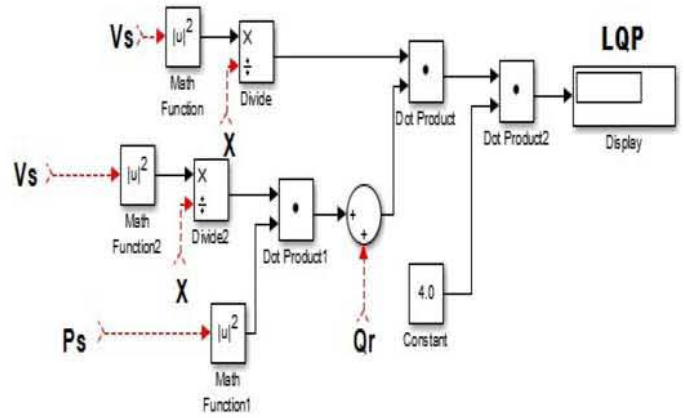 Vs
|u|²
Math
Function
×
÷
Divide
X
Dot Product
Dot Product2
LQP
Display
Vs
|u|²
Math
Function2
×
÷
Divide2
X
Dot Product1
+
+
Qr
4.0
Constant
Ps
|u|²
Math
Function1